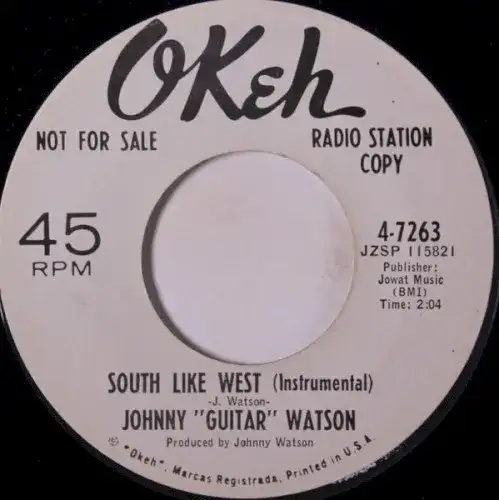 OKeh
NOT FOR SALE
RADIO STATION
COPY
45
RPM
4-7263
JZSP 115821
Publisher:
Jowat Music
(BMI)
Time: 2:04
SOUTH LIKE WEST (Instrumental)
-J. Watson-
JOHNNY "GUITAR" WATSON
Produced by Johnny Watson
℗ "Okeh", Marcas Registrada. Printed in U.S.A.